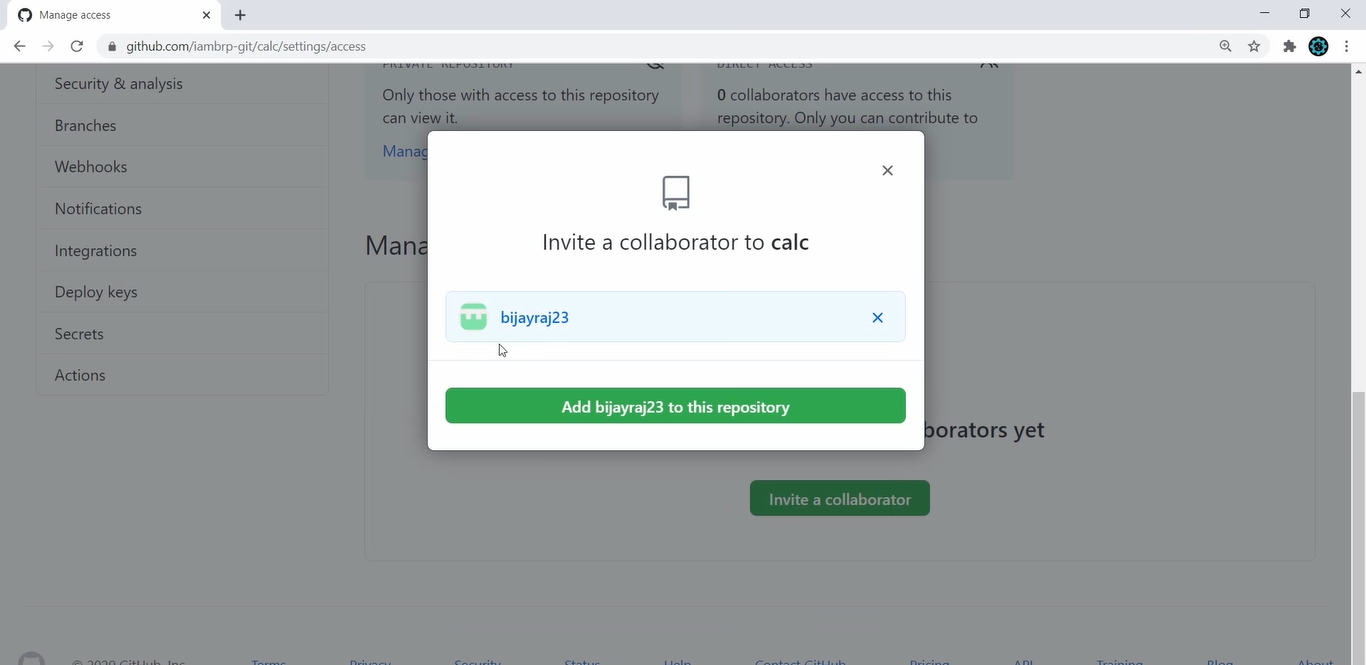 Manage access
github.com/iambrp-git/calc/settings/access
Security & analysis
Branches
Webhooks
Notifications
Integrations
Deploy keys
Secrets
Actions
PRIVATE REPOSITORY
Only those with access to this repository
can view it.
Manag
DIRECT ACCESS
0 collaborators have access to this
repository. Only you can contribute to
Mana
Invite a collaborator to calc
bijayraj23
Add bijayraj23 to this repository
borators yet
Invite a collaborator
© 2020 GitHub, Inc.
Terms
Privacy
Security
Status
Help
Contact GitHub
Pricing
API
Training
Blog
About